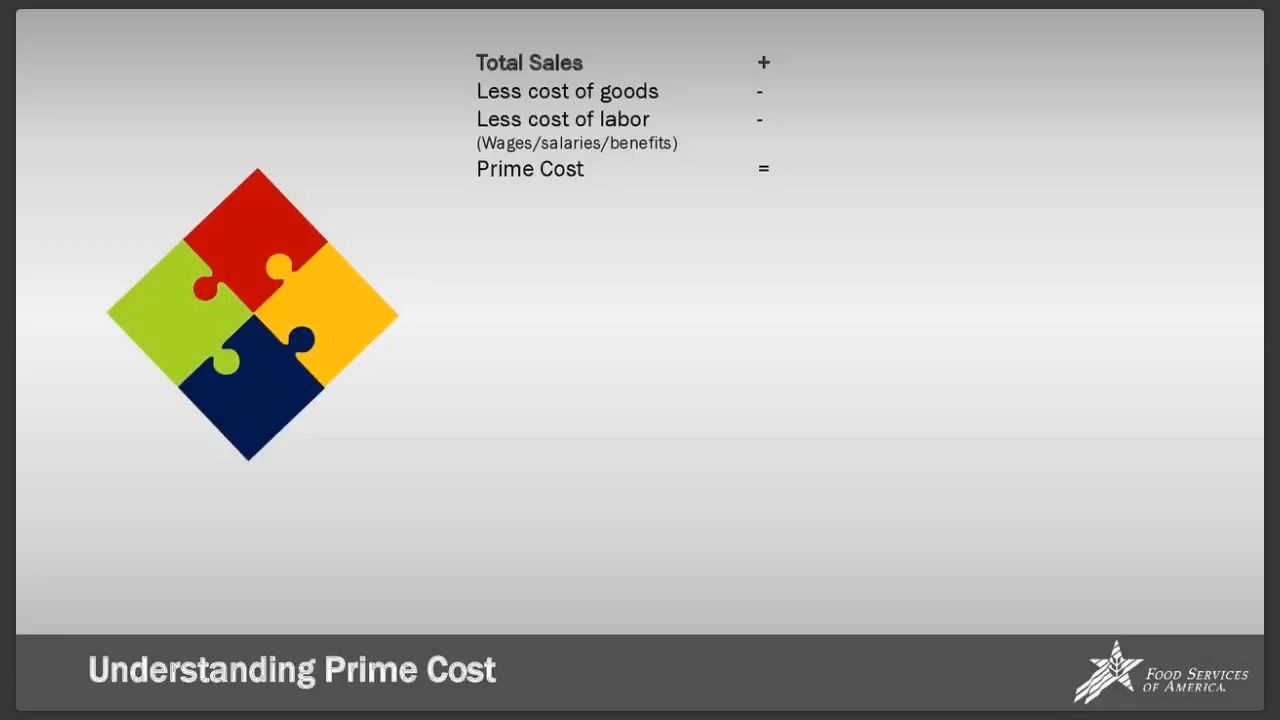 Total Sales +
Less cost of goods -
Less cost of labor -
(Wages/salaries/benefits)
Prime Cost =
Understanding Prime Cost
FOOD SERVICES
OF AMERICA.